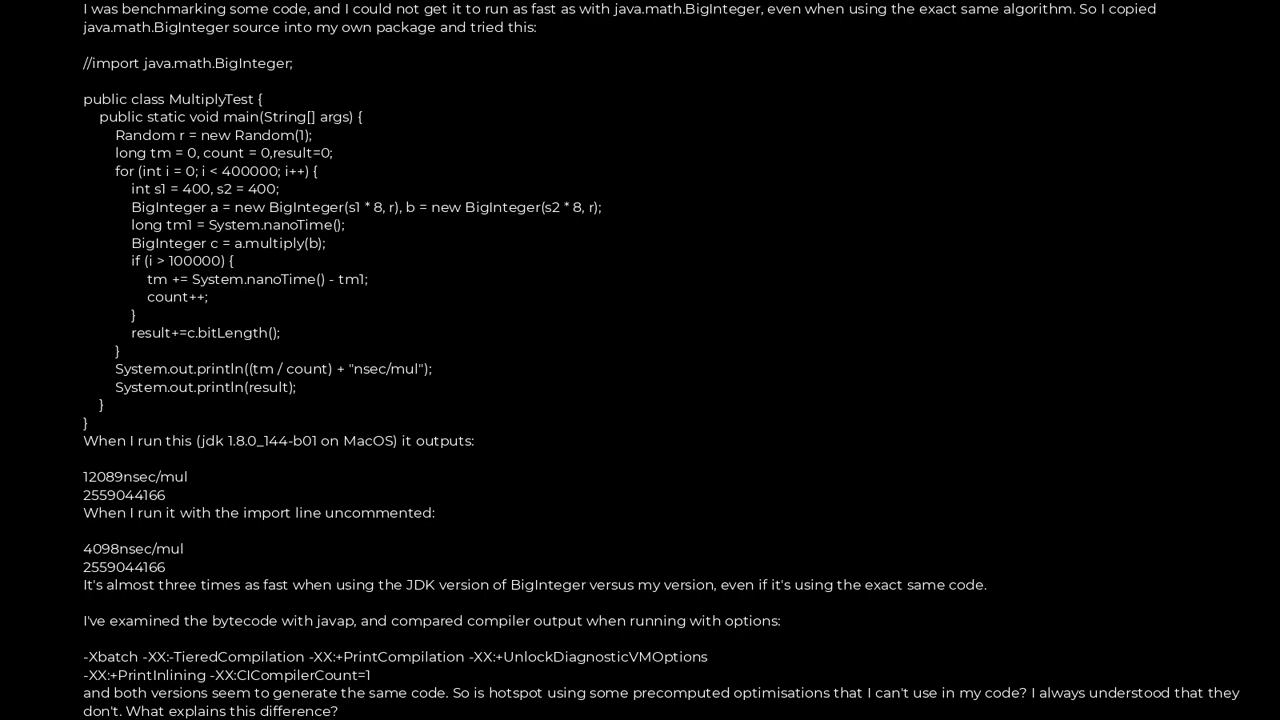 I was benchmarking some code, and I could not get it to run as fast as with java.math.BigInteger, even when using the exact same algorithm. So I copied
java.math.BigInteger source into my own package and tried this:
//import java.math.BigInteger;
public class MultiplyTest {
public static void main(String[] args) {
Random r = new Random(1);
long tm = 0, count = 0,result=0;
for (int i = 0; i < 400000; i++) {
int s1 = 400, s2 = 400;
BigInteger a = new BigInteger(s1 * 8, r), b = new BigInteger(s2 * 8, r);
long tm1 = System.nanoTime();
BigInteger c = a.multiply(b);
if (i > 100000) {
tm += System.nanoTime() - tm1;
count++;
}
result+=c.bitLength();
}
System.out.println((tm / count) + "nsec/mul");
System.out.println(result);
}
}
When I run this (jdk 1.8.0_144-b01 on MacOS) it outputs:
12089nsec/mul
2559044166
When I run it with the import line uncommented:
4098nsec/mul
2559044166
It's almost three times as fast when using the JDK version of BigInteger versus my version, even if it's using the exact same code.
I've examined the bytecode with javap, and compared compiler output when running with options:
-Xbatch -XX:-TieredCompilation -XX:+PrintCompilation -XX:+UnlockDiagnosticVMOptions
-XX:+PrintInlining -XX:CICompilerCount=1
and both versions seem to generate the same code. So is hotspot using some precomputed optimisations that I can't use in my code? I always understood that they
don't. What explains this difference?